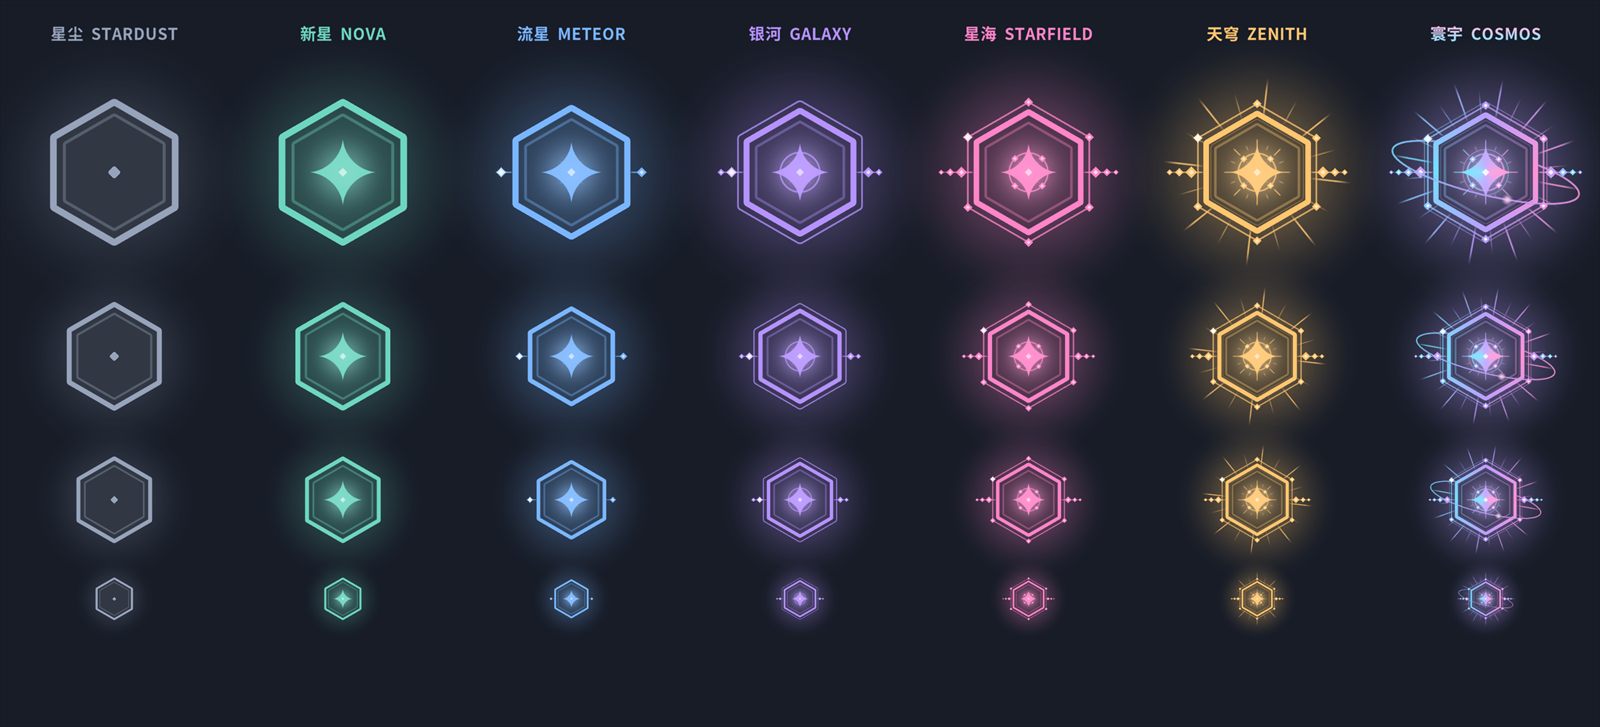 星尘 STARDUST
新星 NOVA
流星 METEOR
银河 GALAXY
星海 STARFIELD
天穹 ZENITH
寰宇 COSMOS